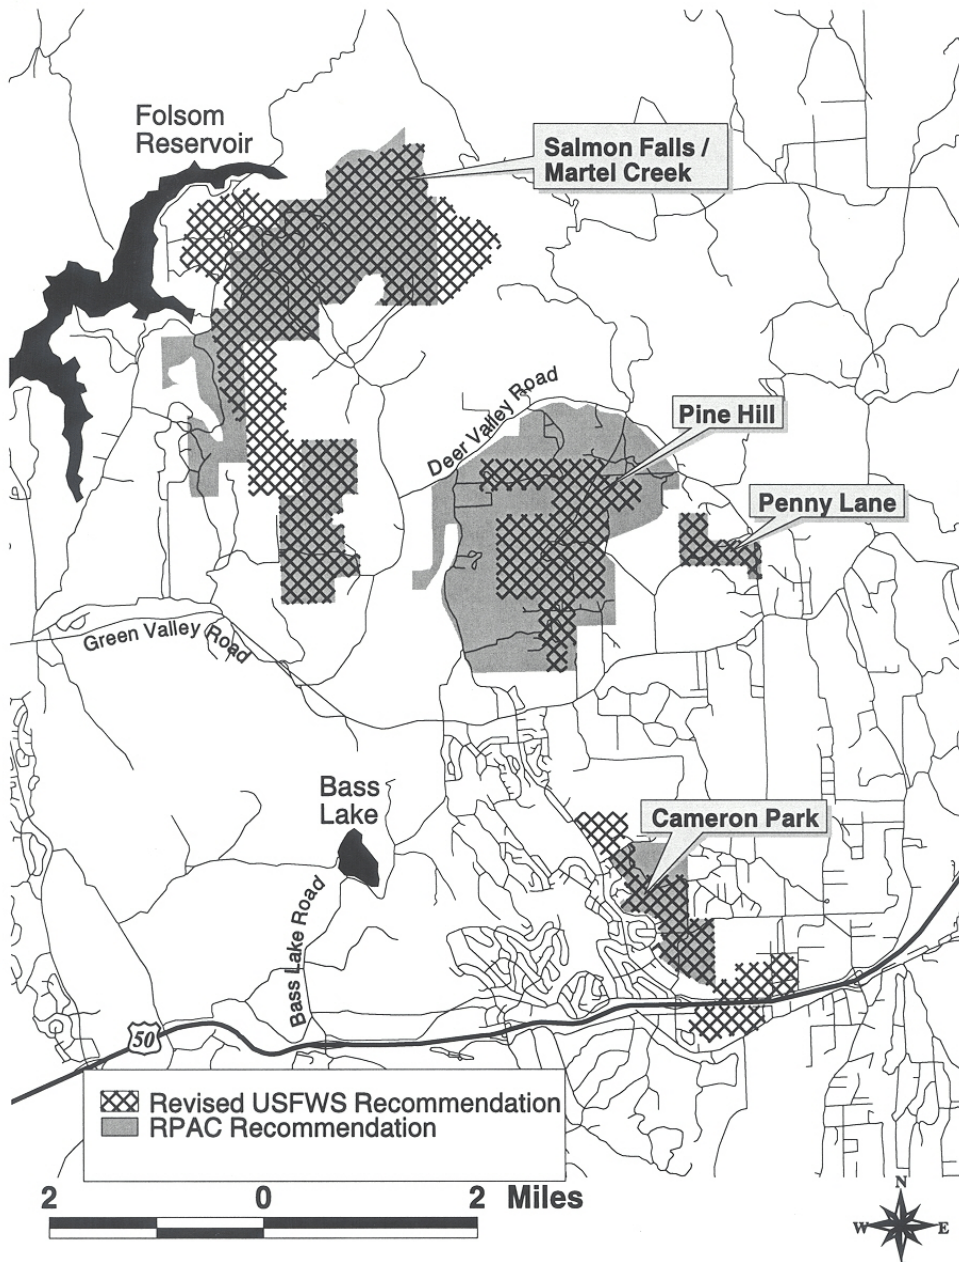 Folsom
Reservoir
Salmon Falls /
Martel Creek
Deer Valley Road
Pine Hill
Penny Lane
Green Valley Road
Bass
Lake
Cameron Park
Bass Lake Road
50
Revised USFWS Recommendation
RPAC Recommendation
2 0 2 Miles
N
W E
S